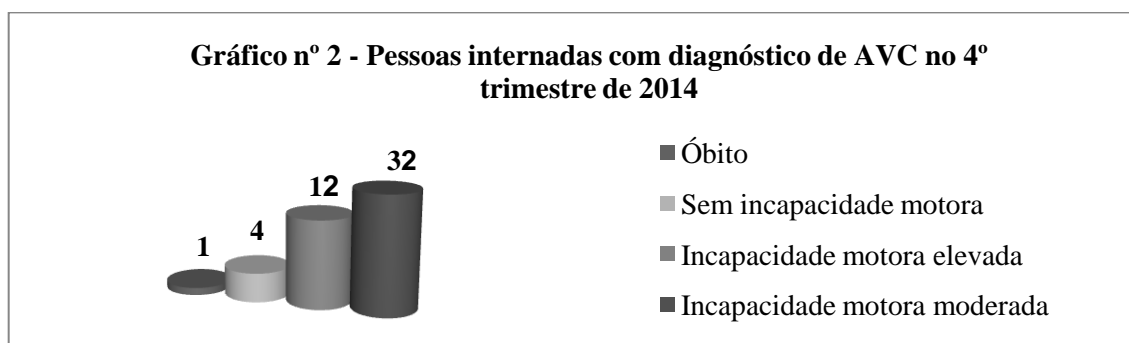 Gráfico nº 2 - Pessoas internadas com diagnóstico de AVC no 4º
trimestre de 2014
32
12
4
1
Óbito
Sem incapacidade motora
Incapacidade motora elevada
Incapacidade motora moderada